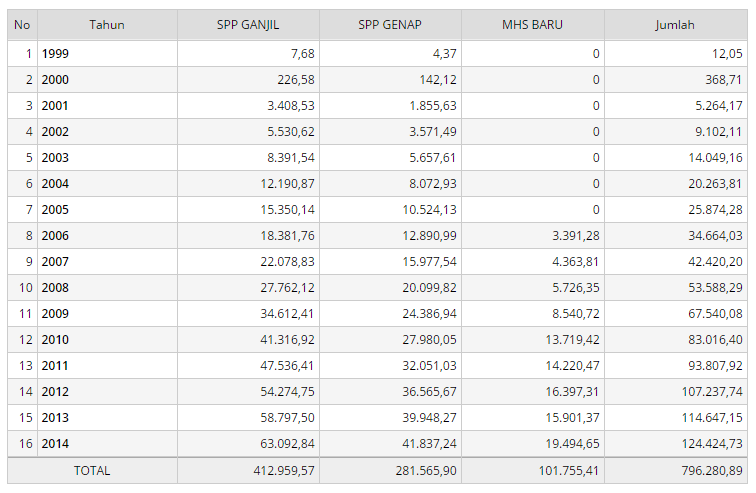 No Tahun SPP GANJIL SPP GENAP MHS BARU Jumlah
1 1999 7,68 4,37 0 12,05
2 2000 226,58 142,12 0 368,71
3 2001 3.408,53 1.855,63 0 5.264,17
4 2002 5.530,62 3.571,49 0 9.102,11
5 2003 8.391,54 5.657,61 0 14.049,16
6 2004 12.190,87 8.072,93 0 20.263,81
7 2005 15.350,14 10.524,13 0 25.874,28
8 2006 18.381,76 12.890,99 3.391,28 34.664,03
9 2007 22.078,83 15.977,54 4.363,81 42.420,20
10 2008 27.762,12 20.099,82 5.726,35 53.588,29
11 2009 34.612,41 24.386,94 8.540,72 67.540,08
12 2010 41.316,92 27.980,05 13.719,42 83.016,40
13 2011 47.536,41 32.051,03 14.220,47 93.807,92
14 2012 54.274,75 36.565,67 16.397,31 107.237,74
15 2013 58.797,50 39.948,27 15.901,37 114.647,15
16 2014 63.092,84 41.837,24 19.494,65 124.424,73
TOTAL 412.959,57 281.565,90 101.755,41 796.280,89